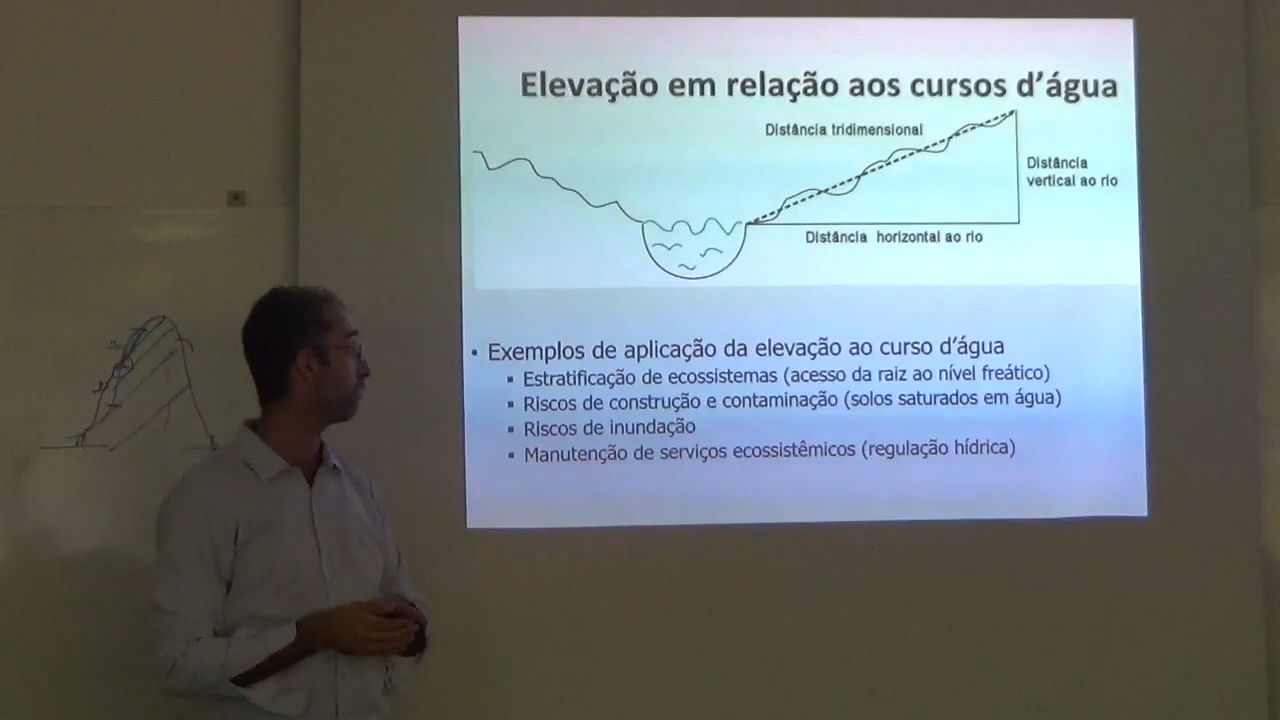 Elevação em relação aos cursos d'água
Distância tridimensional
Distância
vertical ao rio
Distância horizontal ao rio
• Exemplos de aplicação da elevação ao curso d'água
▪ Estratificação de ecossistemas (acesso da raiz ao nível freático)
▪ Riscos de construção e contaminação (solos saturados em água)
▪ Riscos de inundação
▪ Manutenção de serviços ecossistêmicos (regulação hídrica)